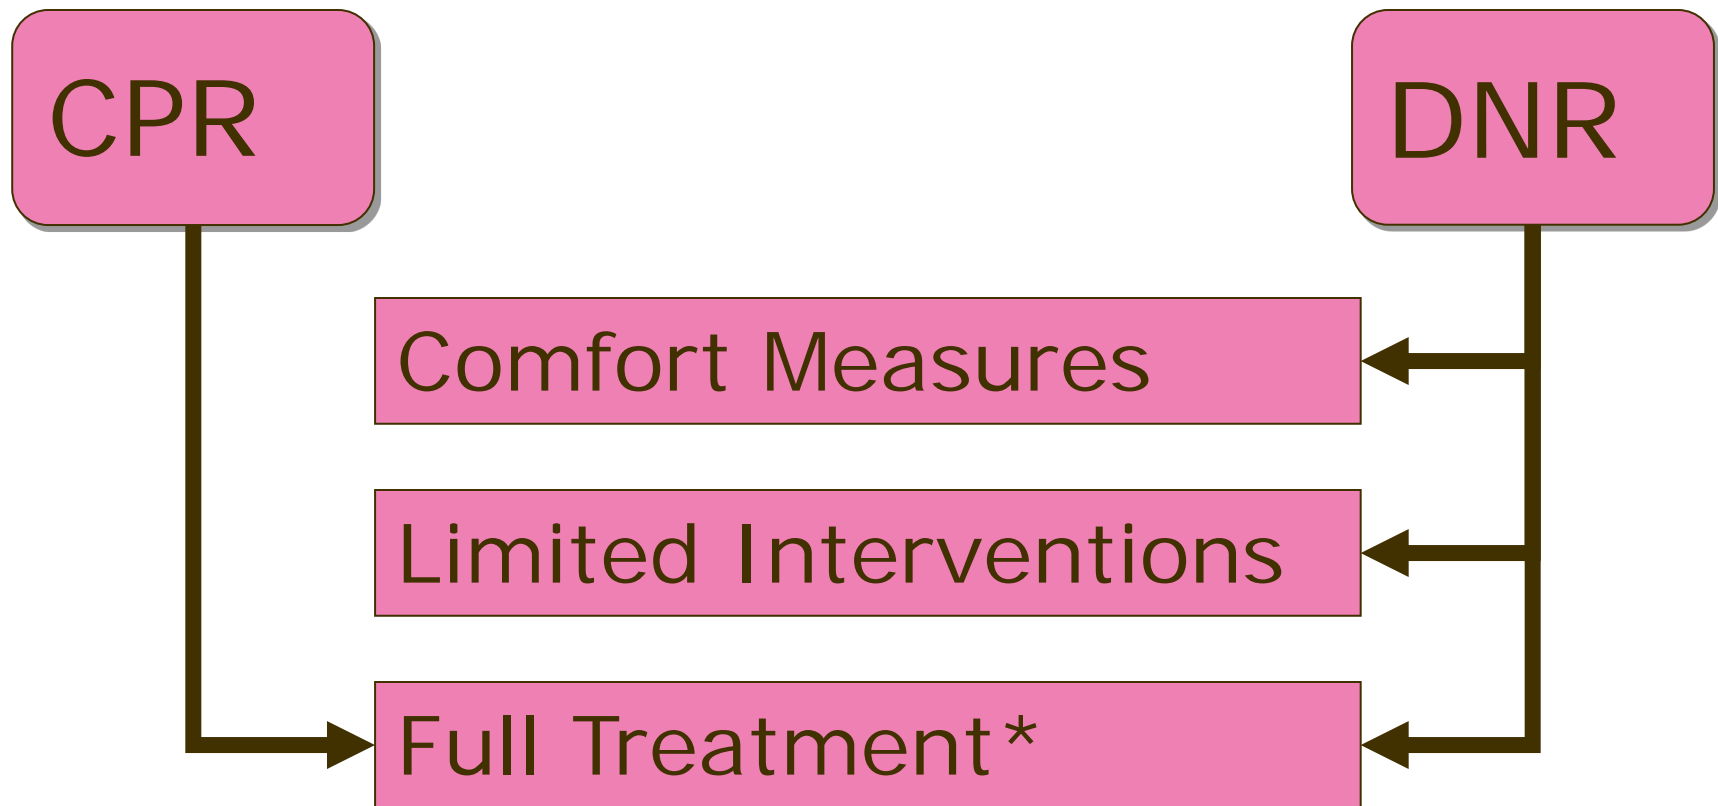 CPR
DNR
Comfort Measures
Limited Interventions
Full Treatment*